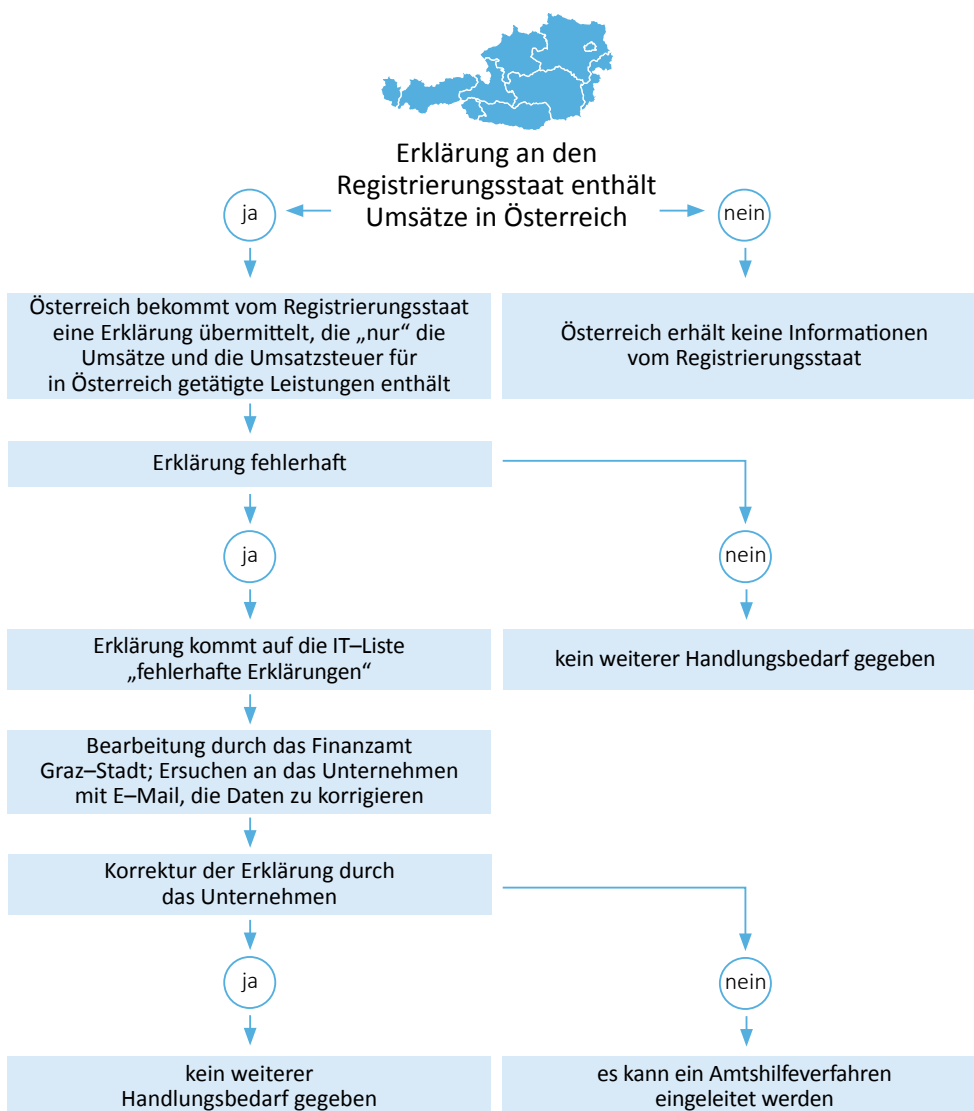 Erklärung an den
Registrierungsstaat enthält
Umsätze in Österreich
ja
nein
Österreich bekommt vom Registrierungsstaat
eine Erklärung übermittelt, die „nur“ die
Umsätze und die Umsatzsteuer für
in Österreich getätigte Leistungen enthält
Österreich erhält keine Informationen
vom Registrierungsstaat
Erklärung fehlerhaft
ja
nein
Erklärung kommt auf die IT–Liste
„fehlerhafte Erklärungen“
kein weiterer Handlungsbedarf gegeben
Bearbeitung durch das Finanzamt
Graz–Stadt; Ersuchen an das Unternehmen
mit E–Mail, die Daten zu korrigieren
Korrektur der Erklärung durch
das Unternehmen
ja
nein
kein weiterer
Handlungsbedarf gegeben
es kann ein Amtshilfeverfahren
eingeleitet werden